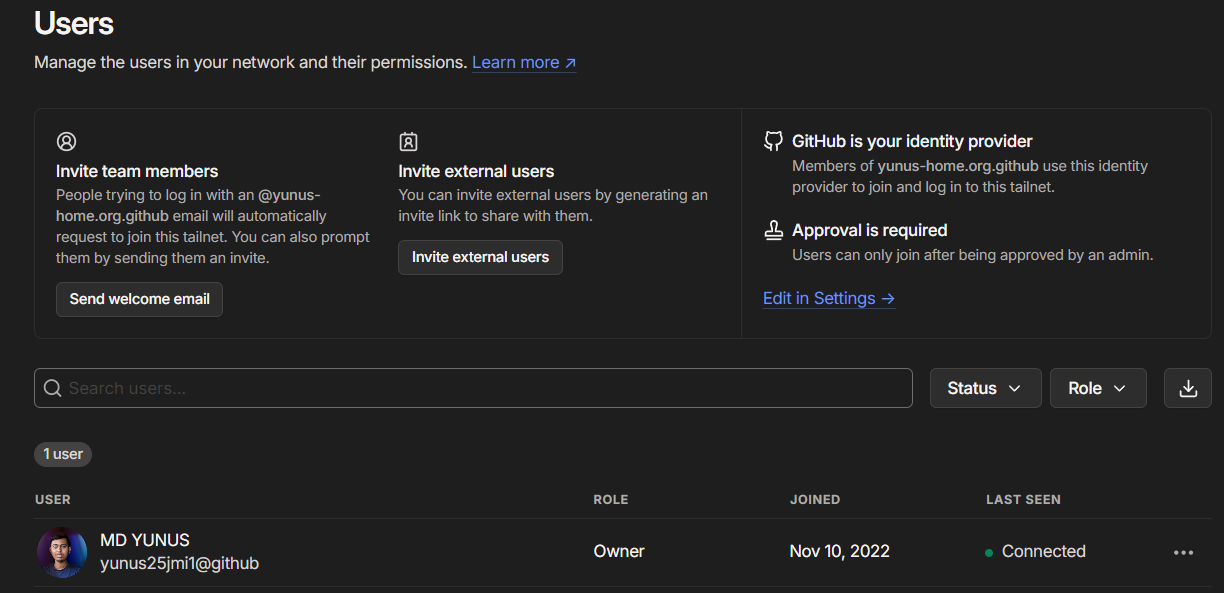 Users
Manage the users in your network and their permissions. Learn more ↗
Invite team members
People trying to log in with an @yunus-
home.org.github email will automatically
request to join this tailnet. You can also prompt
them by sending them an invite.
Send welcome email
Invite external users
You can invite external users by generating an
invite link to share with them.
Invite external users
GitHub is your identity provider
Members of yunus-home.org.github use this identity
provider to join and log in to this tailnet.
Approval is required
Users can only join after being approved by an admin.
Edit in Settings →
Search users...
Status
Role
1 user
USER ROLE JOINED LAST SEEN
MD YUNUS
yunus25jmi1@github
Owner
Nov 10, 2022
Connected